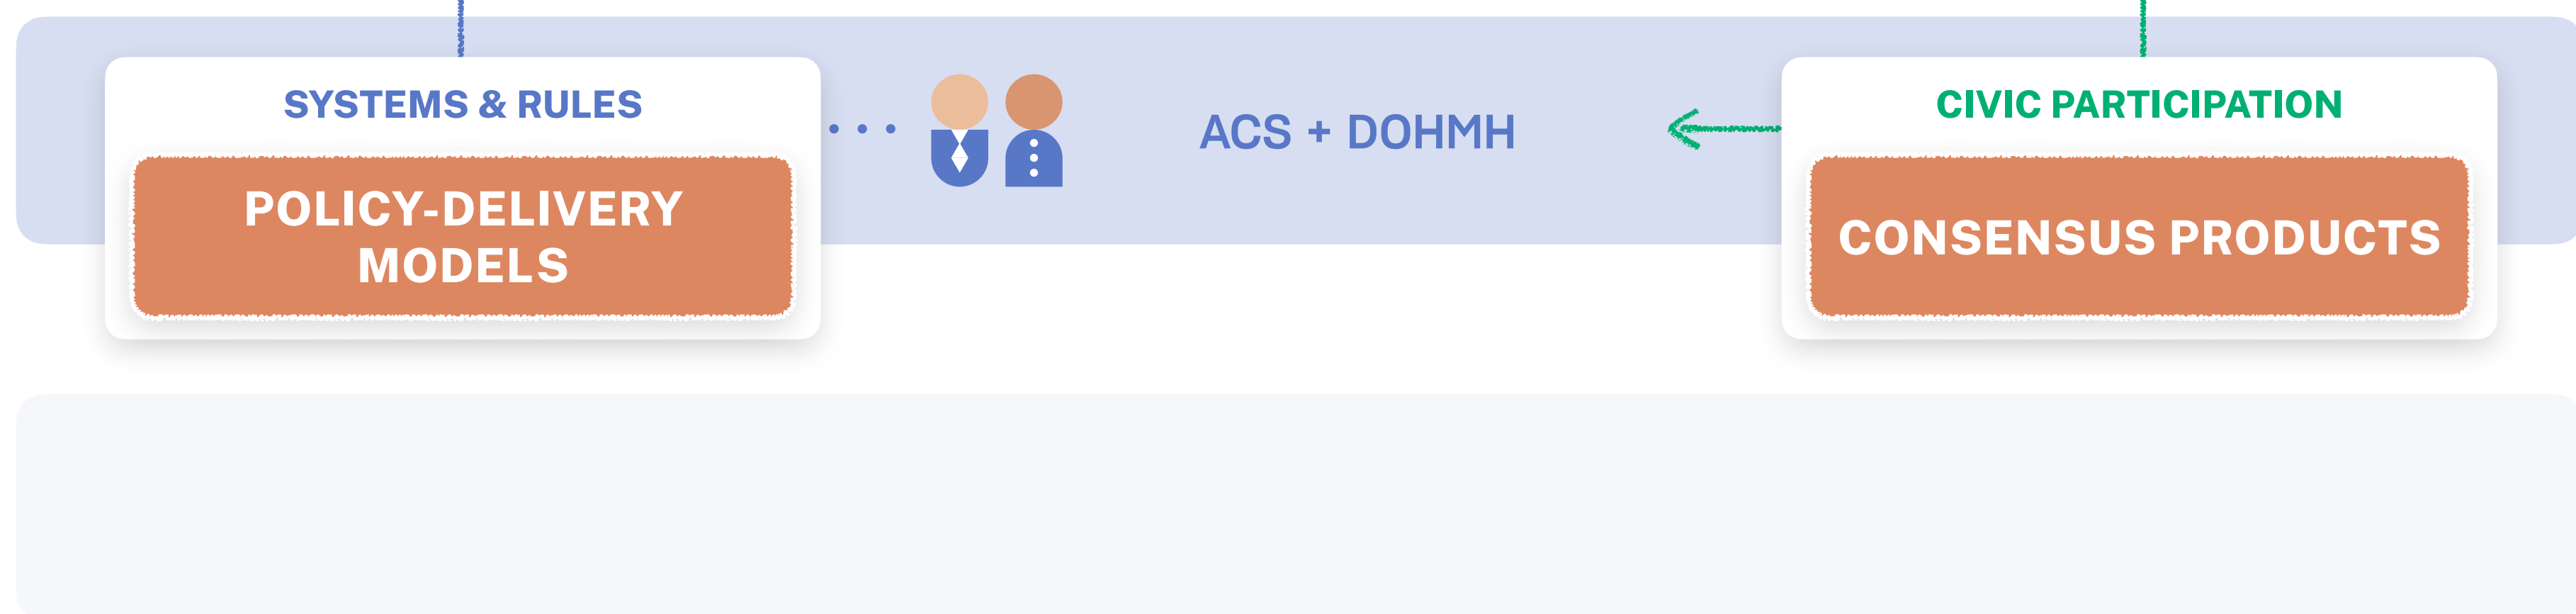 SYSTEMS & RULES
POLICY-DELIVERY
MODELS
ACS + DOHMH
CIVIC PARTICIPATION
CONSENSUS PRODUCTS